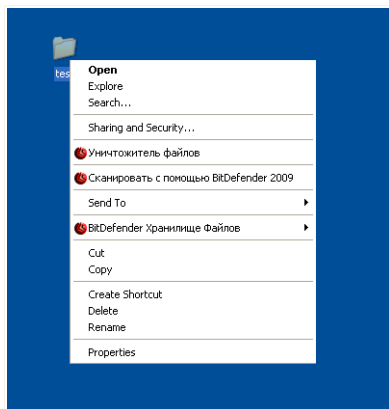 tes
Open
Explore
Search...
Sharing and Security...
Уничтожитель файлов
Сканировать с помощью BitDefender 2009
Send To
BitDefender Хранилище Файлов
Cut
Copy
Create Shortcut
Delete
Rename
Properties